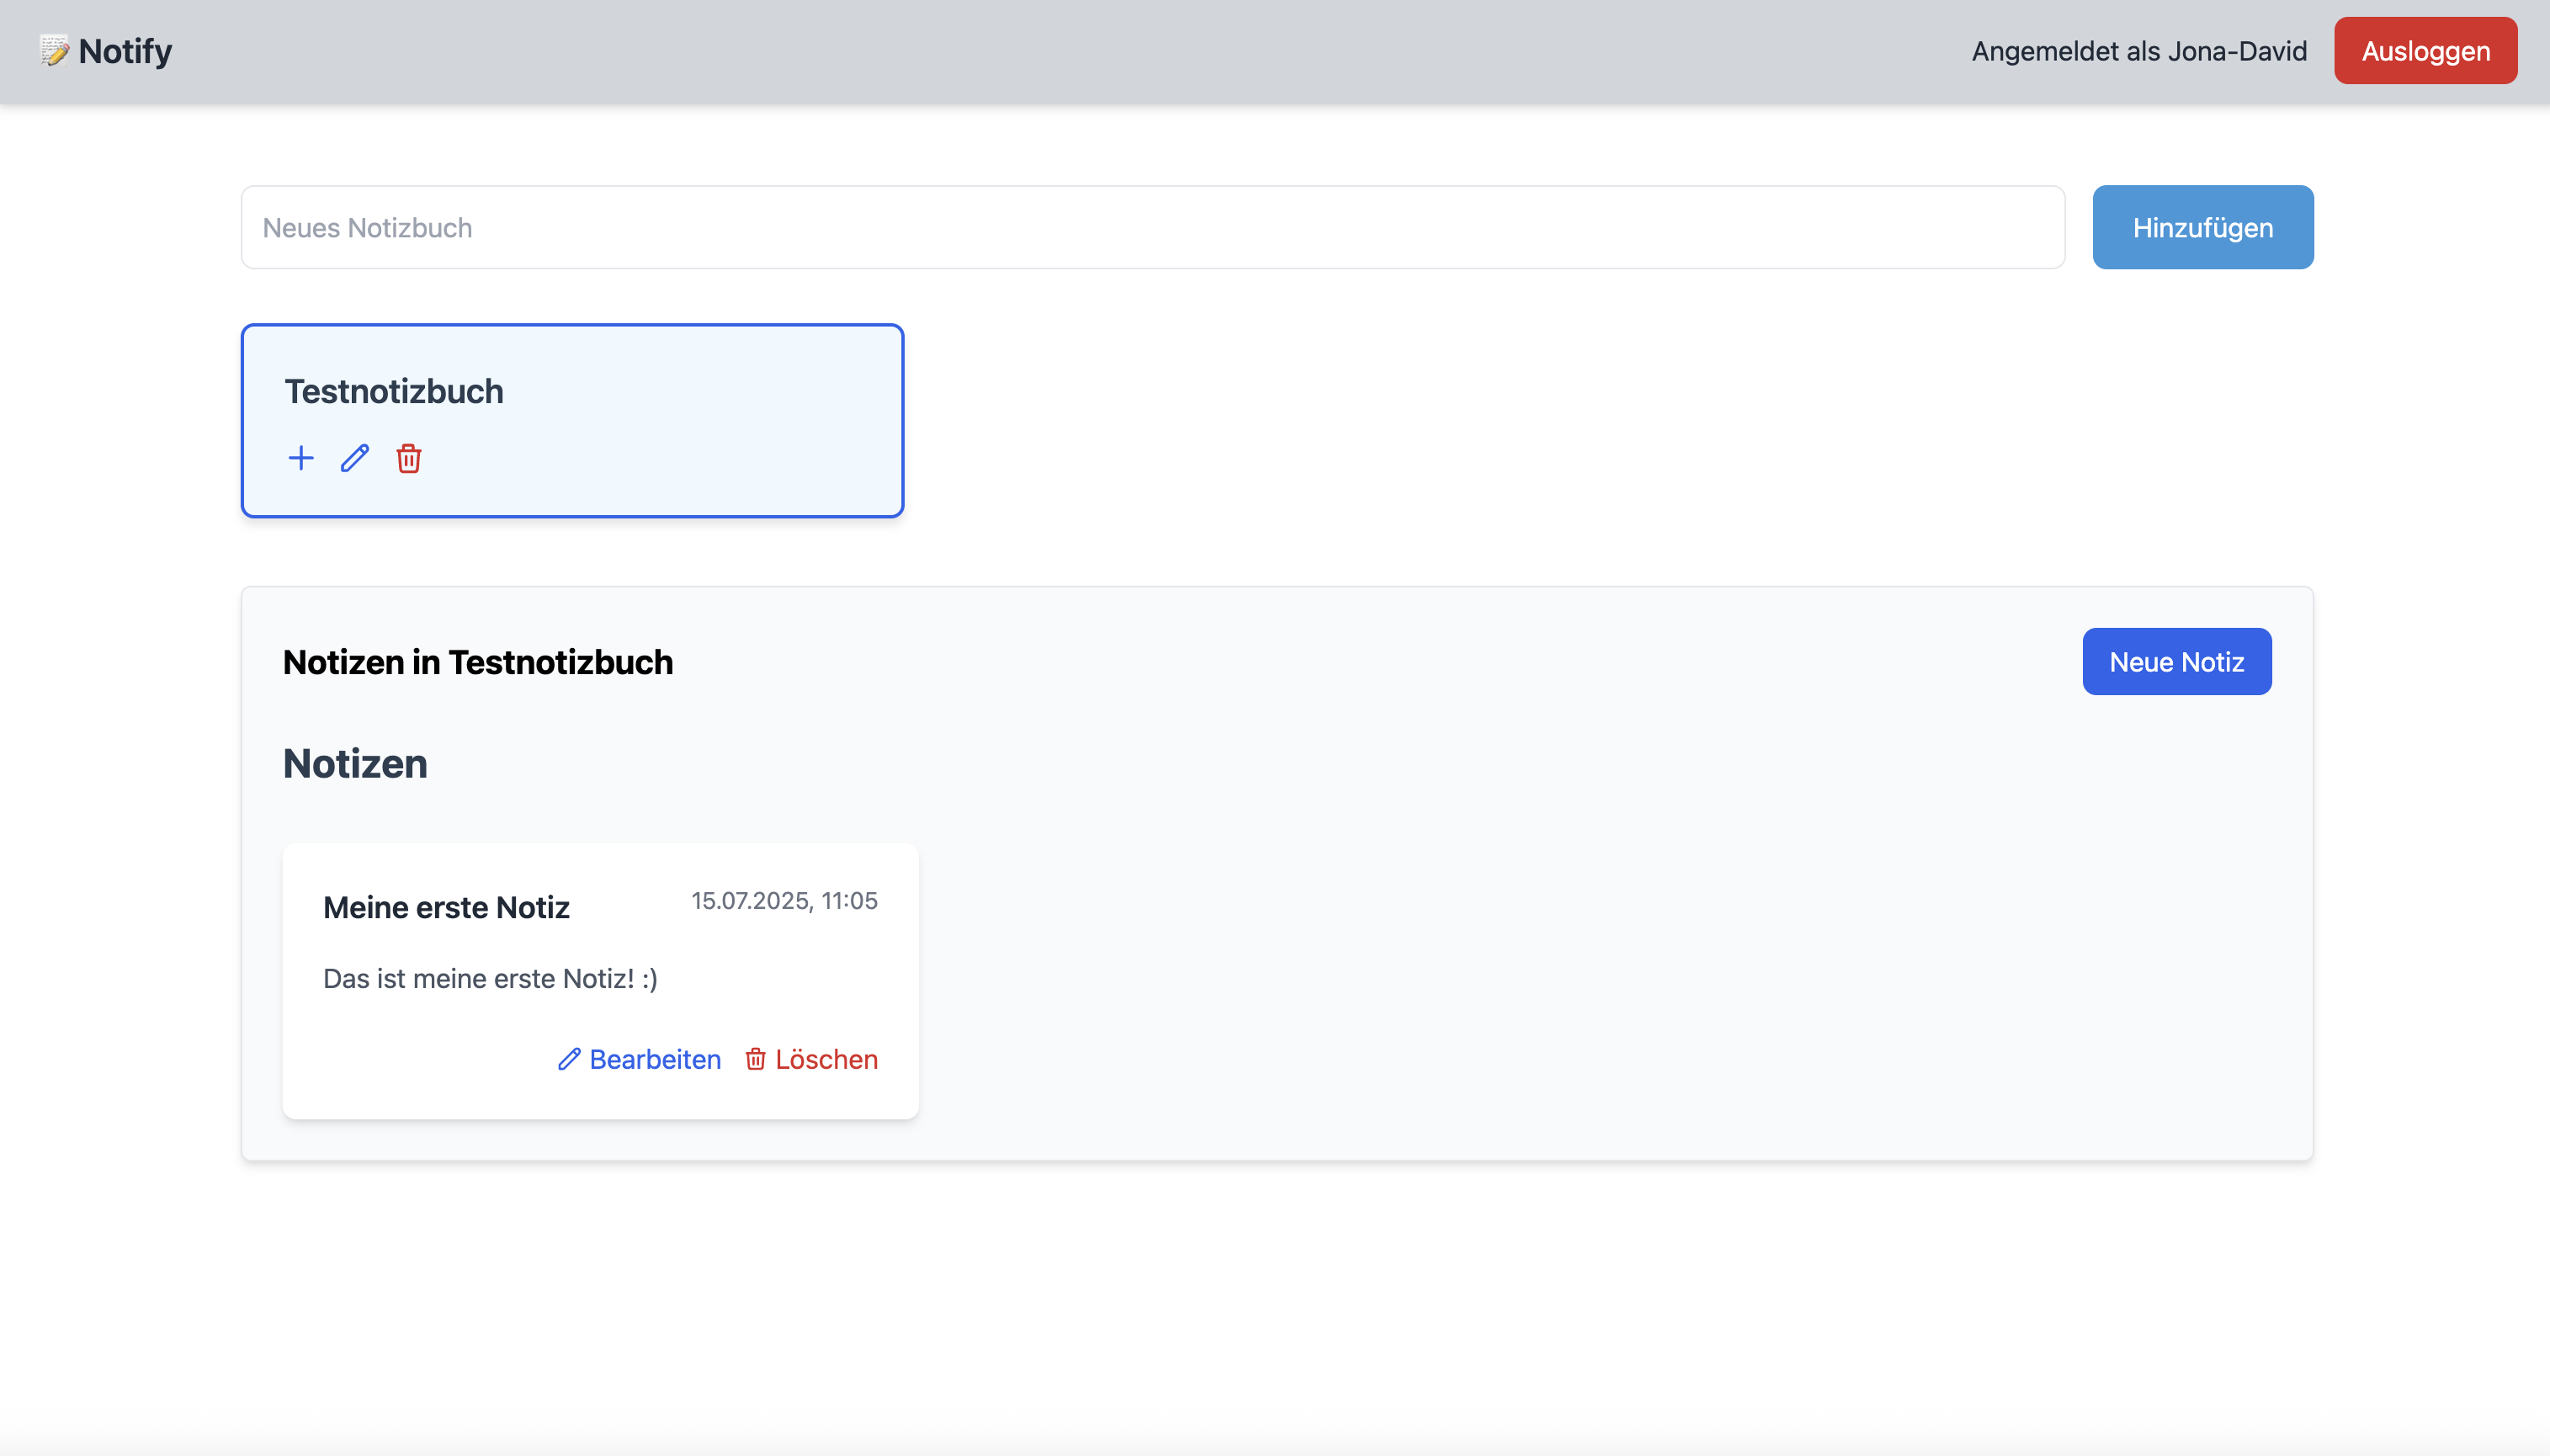 Notify
Angemeldet als Jona-David
Ausloggen
Neues Notizbuch
Hinzufügen
Testnotizbuch
Notizen in Testnotizbuch
Neue Notiz
Notizen
Meine erste Notiz
15.07.2025, 11:05
Das ist meine erste Notiz! :)
Bearbeiten
Löschen